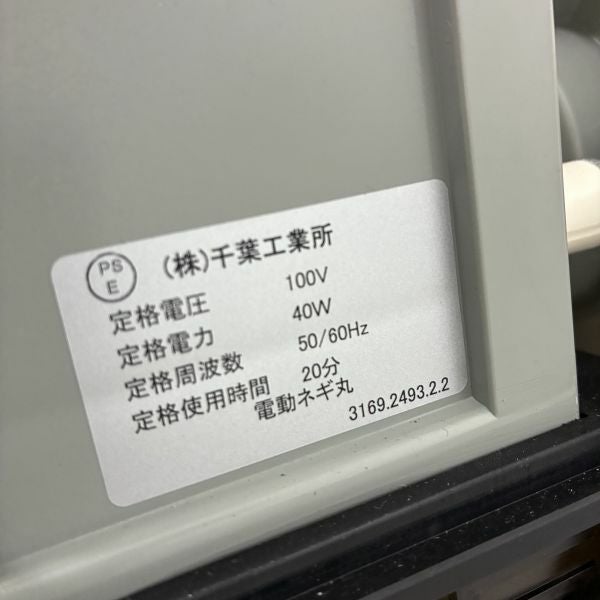 PS
E
(株)千葉工業所
定格電圧 100V
定格電力 40W
定格周波数 50/60Hz
定格使用時間 20分
電動ネギ丸
3169.2493.2.2